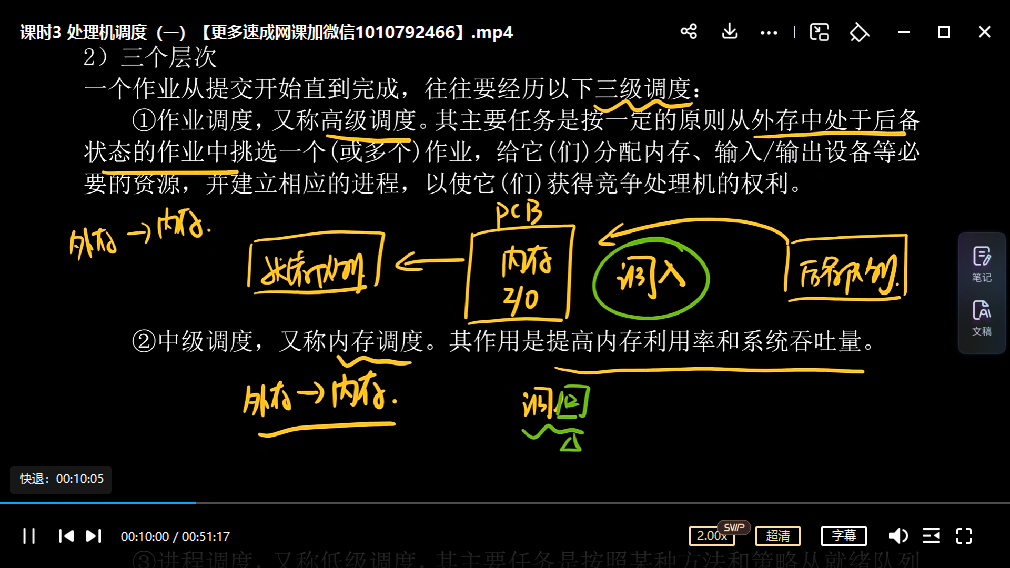 课时3 处理机调度（一）【更多速成网课加微信1010792466】.mp4
2）三个层次
一个作业从提交开始直到完成，往往要经历以下三级调度：
①作业调度，又称高级调度。其主要任务是按一定的原则从外存中处于后备
状态的作业中挑选一个(或多个)作业，给它(们)分配内存、输入/输出设备等必
要的资源，并建立相应的进程，以使它(们)获得竞争处理机的权利。
外存→内存.
PCB
就绪队列
内存
I/O
调入
后备队列
笔记
文稿
②中级调度，又称内存调度。其作用是提高内存利用率和系统吞吐量。
外存→内存.
调回
快退：00:10:05
00:10:00 / 00:51:17
2.00x
SVIP
超清
字幕
③进程调度，又称低级调度，其主要任务是按照某种方法和策略从就绪队列